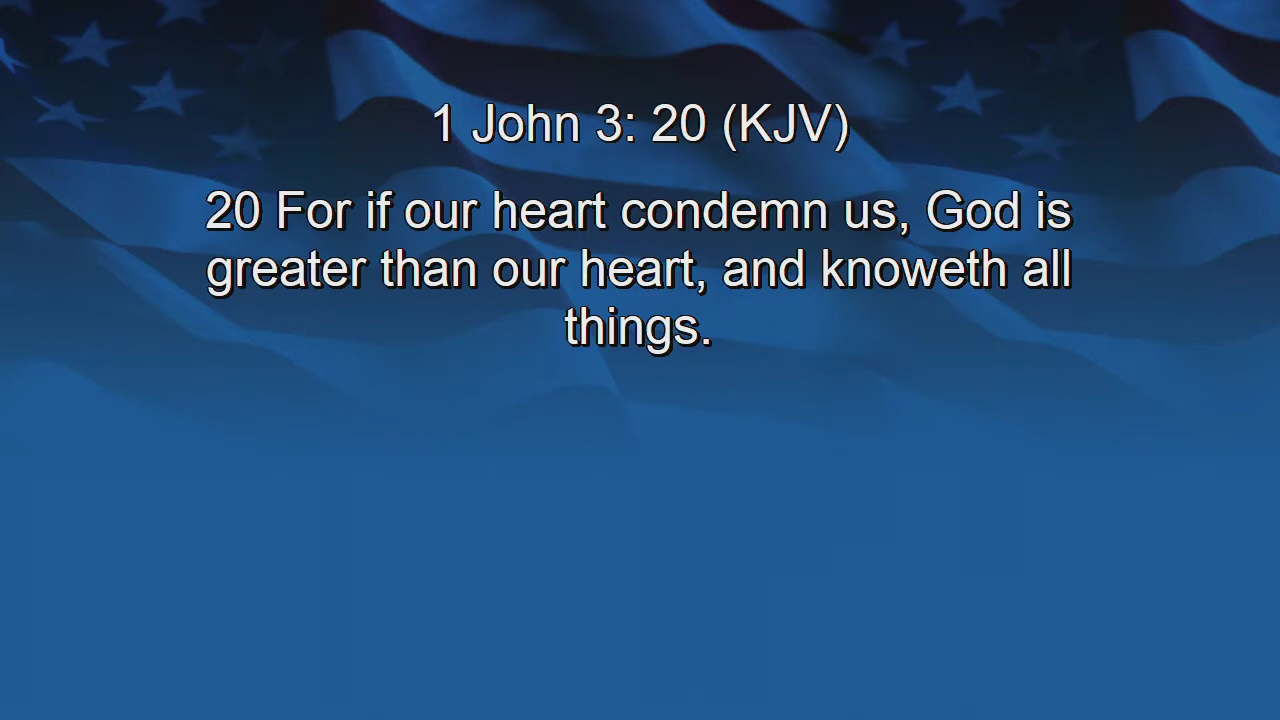 1 John 3: 20 (KJV)
20 For if our heart condemn us, God is
greater than our heart, and knoweth all
things.